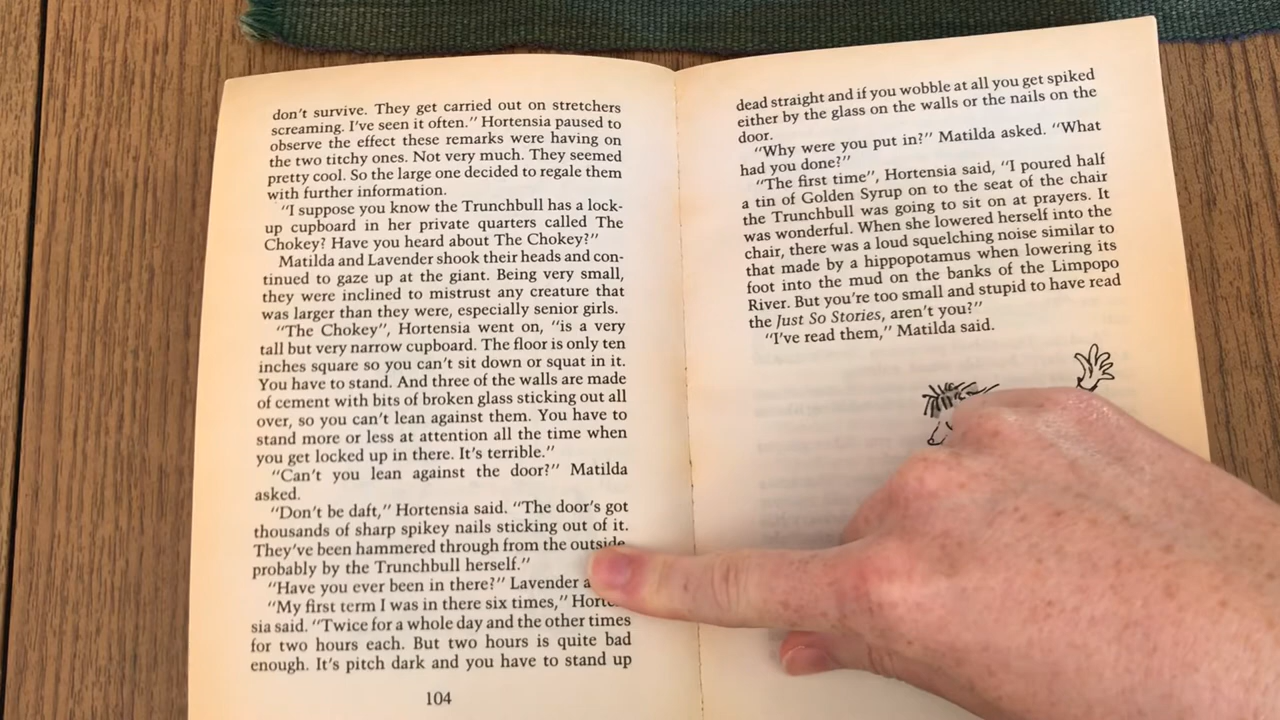 don't survive. They get carried out on stretchers
screaming. I've seen it often.” Hortensia paused to
observe the effect these remarks were having on
the two titchy ones. Not very much. They seemed
pretty cool. So the large one decided to regale them
with further information.
“I suppose you know the Trunchbull has a lock-
up cupboard in her private quarters called The
Chokey? Have you heard about The Chokey?”
Matilda and Lavender shook their heads and con-
tinued to gaze up at the giant. Being very small,
they were inclined to mistrust any creature that
was larger than they were, especially senior girls.
“The Chokey”, Hortensia went on, “is a very
tall but very narrow cupboard. The floor is only ten
inches square so you can't sit down or squat in it.
You have to stand. And three of the walls are made
of cement with bits of broken glass sticking out all
over, so you can't lean against them. You have to
stand more or less at attention all the time when
you get locked up in there. It's terrible.”
“Can't you lean against the door?” Matilda
asked.
“Don't be daft,” Hortensia said. “The door's got
thousands of sharp spikey nails sticking out of it.
They've been hammered through from the outside
probably by the Trunchbull herself.”
“Have you ever been in there?” Lavender
“My first term I was in there six times,” Horten-
sia said. “Twice for a whole day and the other times
for two hours each. But two hours is quite bad
enough. It's pitch dark and you have to stand up
104
dead straight and if you wobble at all you get spiked
either by the glass on the walls or the nails on the
door.
“Why were you put in?” Matilda asked. “What
had you done?”
“The first time”, Hortensia said, “I poured half
a tin of Golden Syrup on to the seat of the chair
the Trunchbull was going to sit on at prayers. It
was wonderful. When she lowered herself into the
chair, there was a loud squelching noise similar to
that made by a hippopotamus when lowering its
foot into the mud on the banks of the Limpopo
River. But you're too small and stupid to have read
the Just So Stories, aren't you?”
“I've read them,” Matilda said.